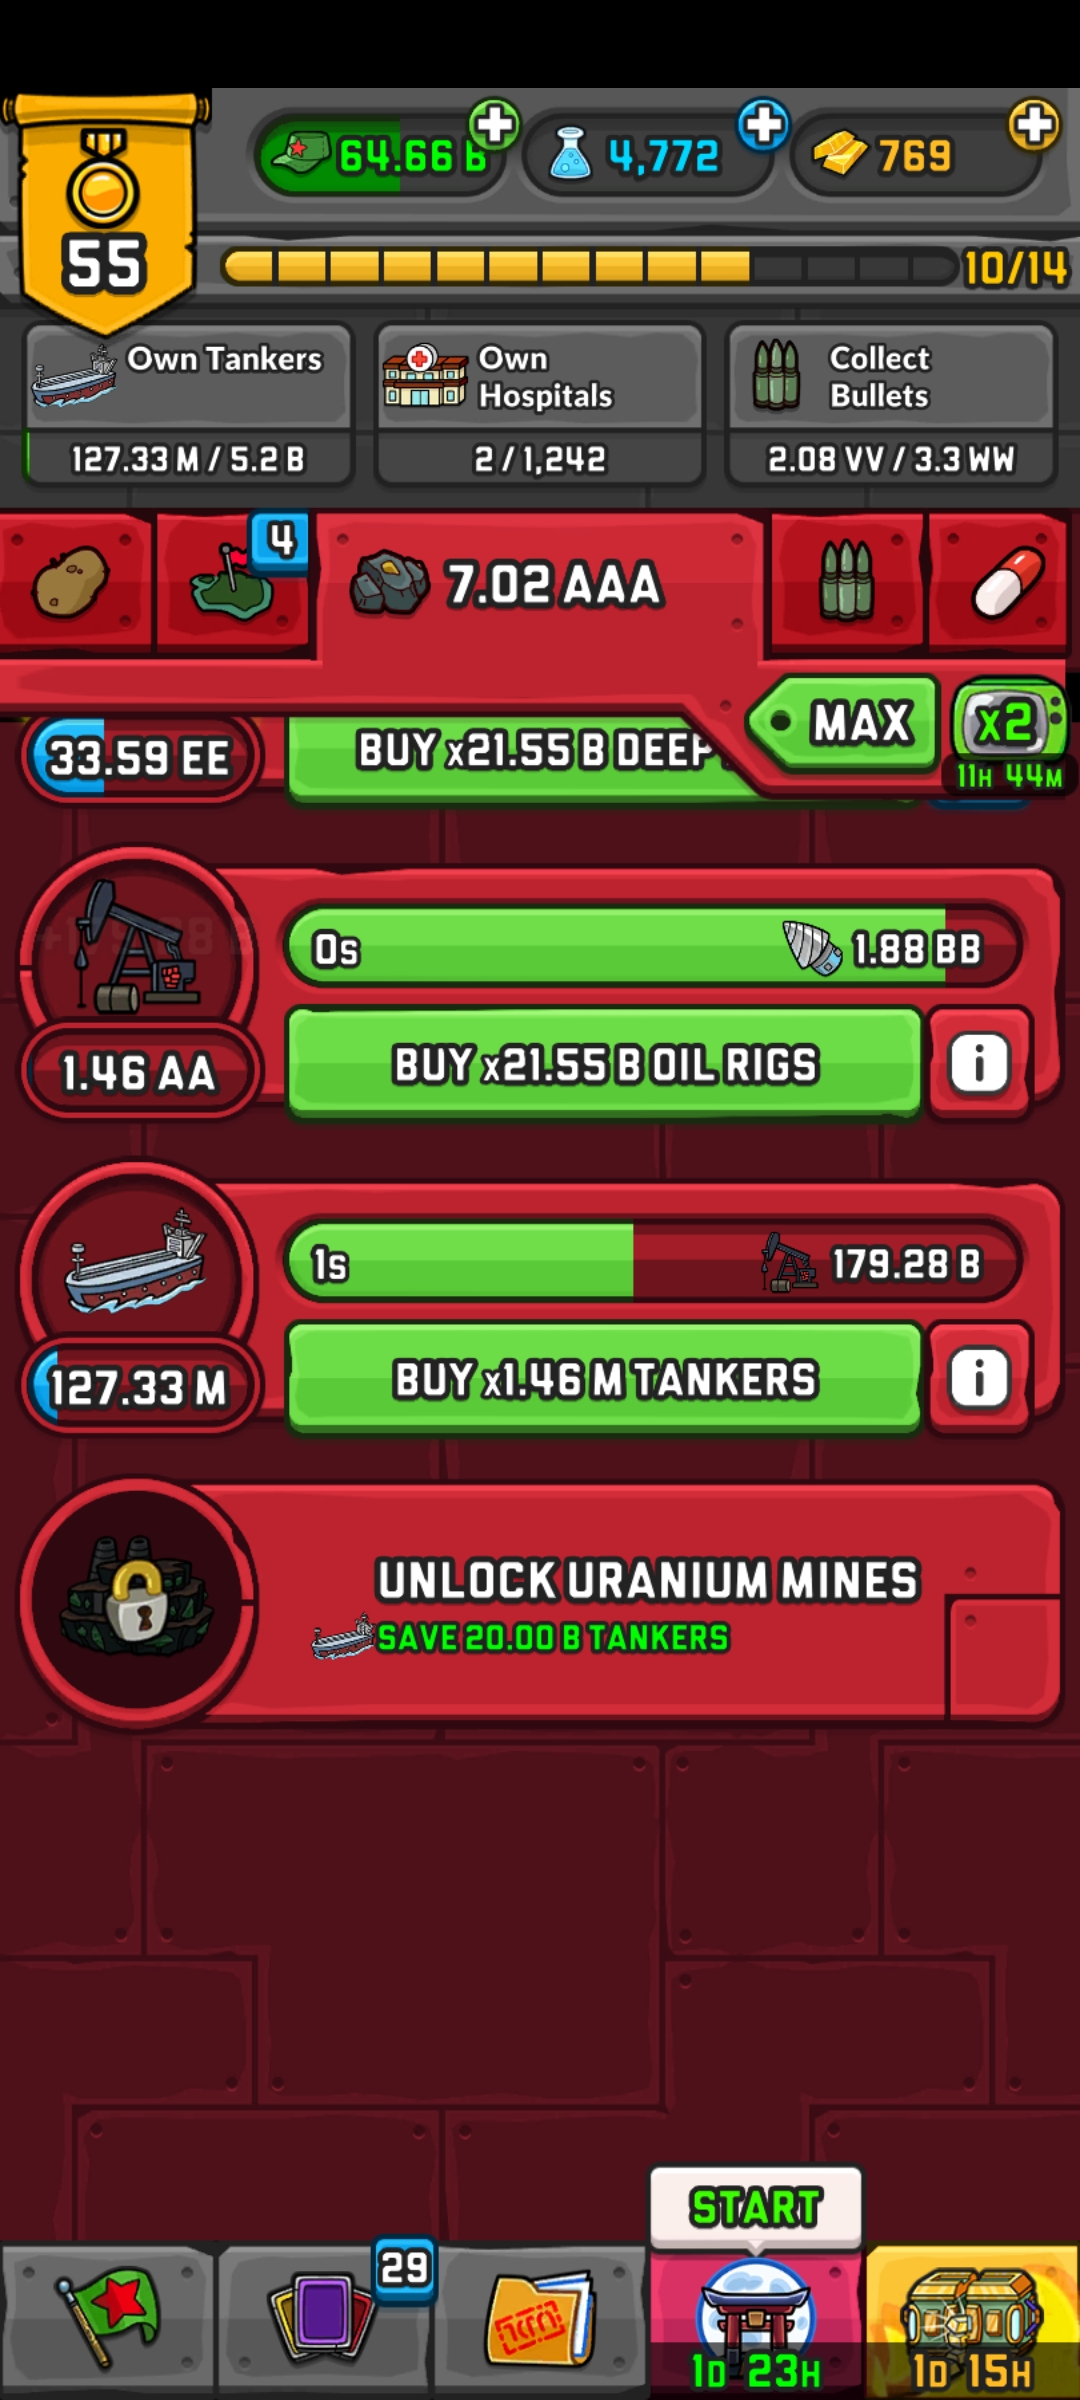 64.66 B
4,772
769
55
10/14
Own Tankers
127.33 M / 5.2 B
Own
Hospitals
2 / 1,242
Collect
Bullets
2.08 VV / 3.3 WW
4
7.02 AAA
MAX
x2
11H 44M
33.59 EE
BUY x21.55 B DEEP
0s
1.88 BB
1.46 AA
BUY x21.55 B OIL RIGS
i
1s
179.28 B
127.33 M
BUY x1.46 M TANKERS
i
UNLOCK URANIUM MINES
SAVE 20.00 B TANKERS
START
29
1D 23H
1D 15H